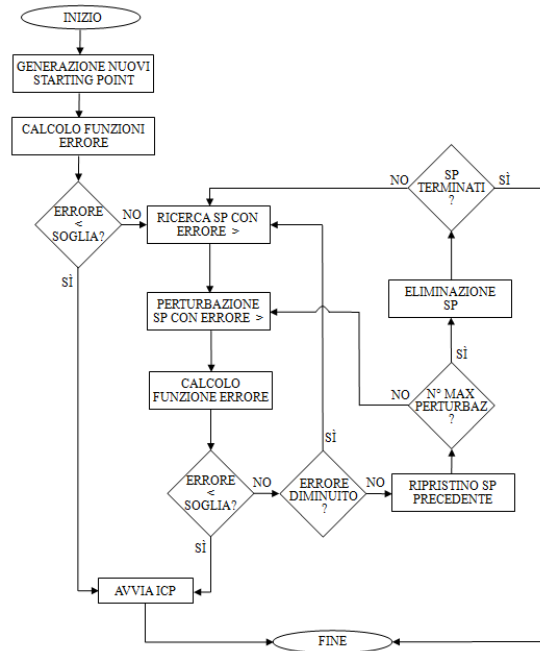 INIZIO
GENERAZIONE NUOVI
STARTING POINT
CALCOLO FUNZIONI
ERRORE
ERRORE
<
SOGLIA?
NO
SÌ
RICERCA SP CON
ERRORE >
PERTURBAZIONE
SP CON ERRORE >
CALCOLO
FUNZIONE ERRORE
ERRORE
<
SOGLIA?
NO
SÌ
ERRORE
DIMINUITO
?
SÌ
NO
RIPRISTINO SP
PRECEDENTE
N° MAX
PERTURBAZ
?
NO
SÌ
ELIMINAZIONE
SP
SP
TERMINATI
?
NO
SÌ
AVVIA ICP
FINE